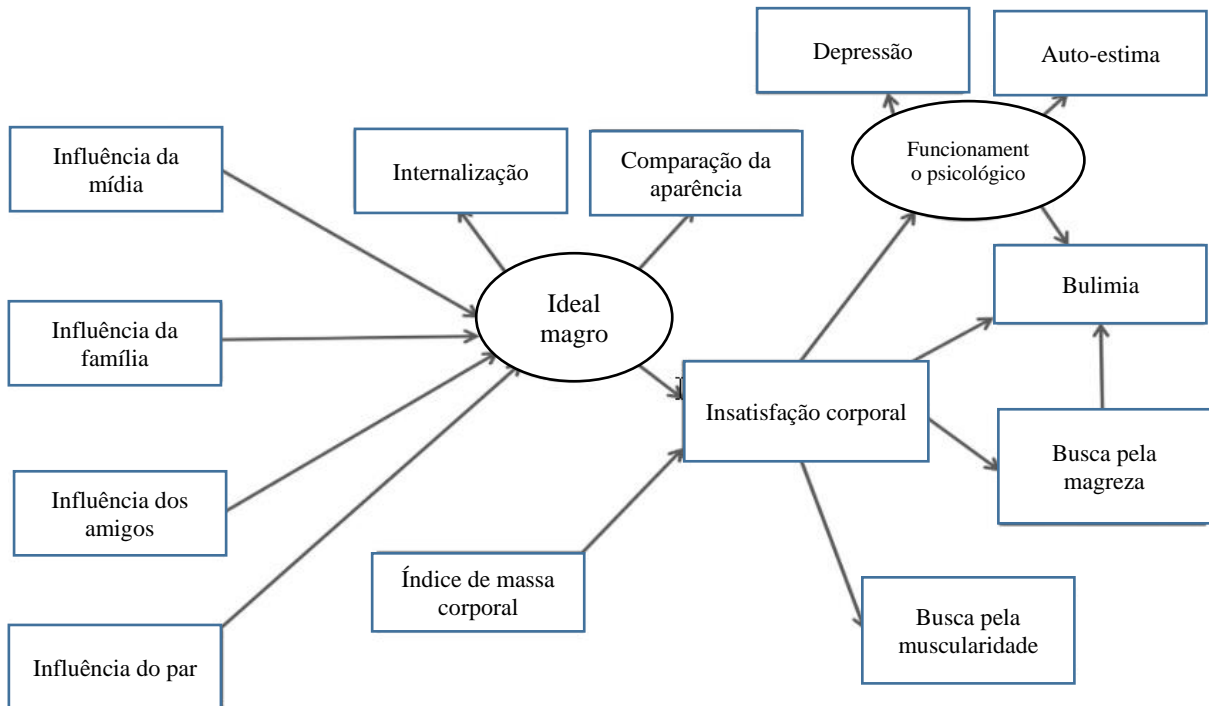 Depressão
Auto-estima
Influência da
mídia
Internalização
Comparação da
aparência
Funcionament
o psicológico
Ideal
magro
Bulimia
Influência da
família
Insatisfação corporal
Busca pela
magreza
Influência dos
amigos
Índice de massa
corporal
Busca pela
muscularidade
Influência do par